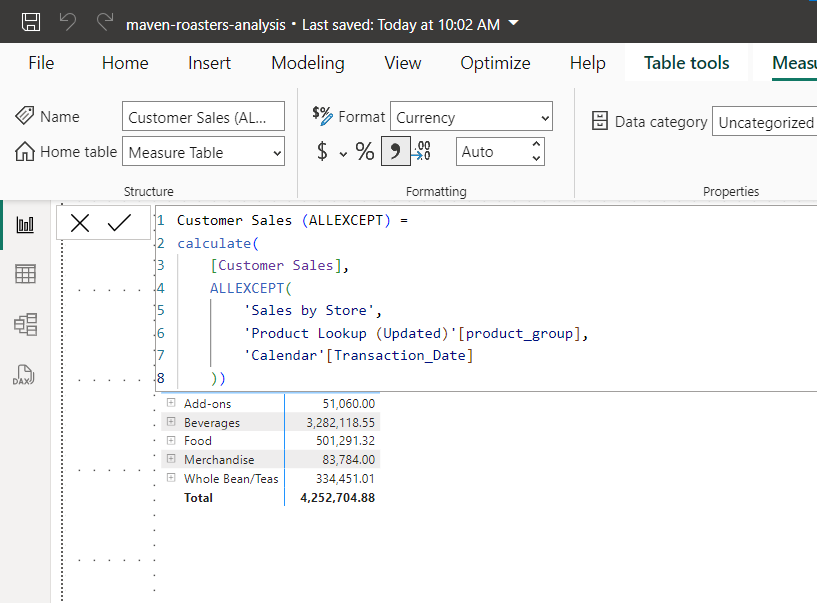 maven-roasters-analysis • Last saved: Today at 10:02 AM
File Home Insert Modeling View Optimize Help Table tools Measu
Name Customer Sales (AL... $% Format Currency Data category Uncategorized
Home table Measure Table $ % , .00 Auto
Structure Formatting Properties
1 Customer Sales (ALLEXCEPT) =
2 calculate(
3 [Customer Sales],
4 ALLEXCEPT(
5 'Sales by Store',
6 'Product Lookup (Updated)'[product_group],
7 'Calendar'[Transaction_Date]
8 ))
DAX
Add-ons 51,060.00
Beverages 3,282,118.55
Food 501,291.32
Merchandise 83,784.00
Whole Bean/Teas 334,451.01
Total 4,252,704.88